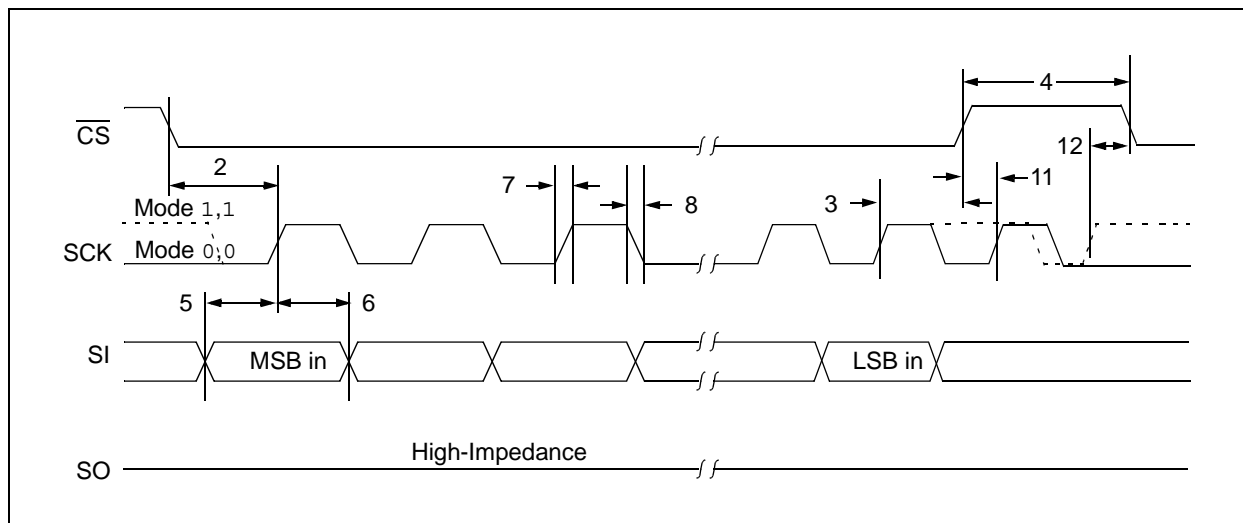 4
CS
12
2
7
8
3
11
Mode 1,1
SCK
Mode 0,0
5
6
SI
MSB in
LSB in
High-Impedance
SO